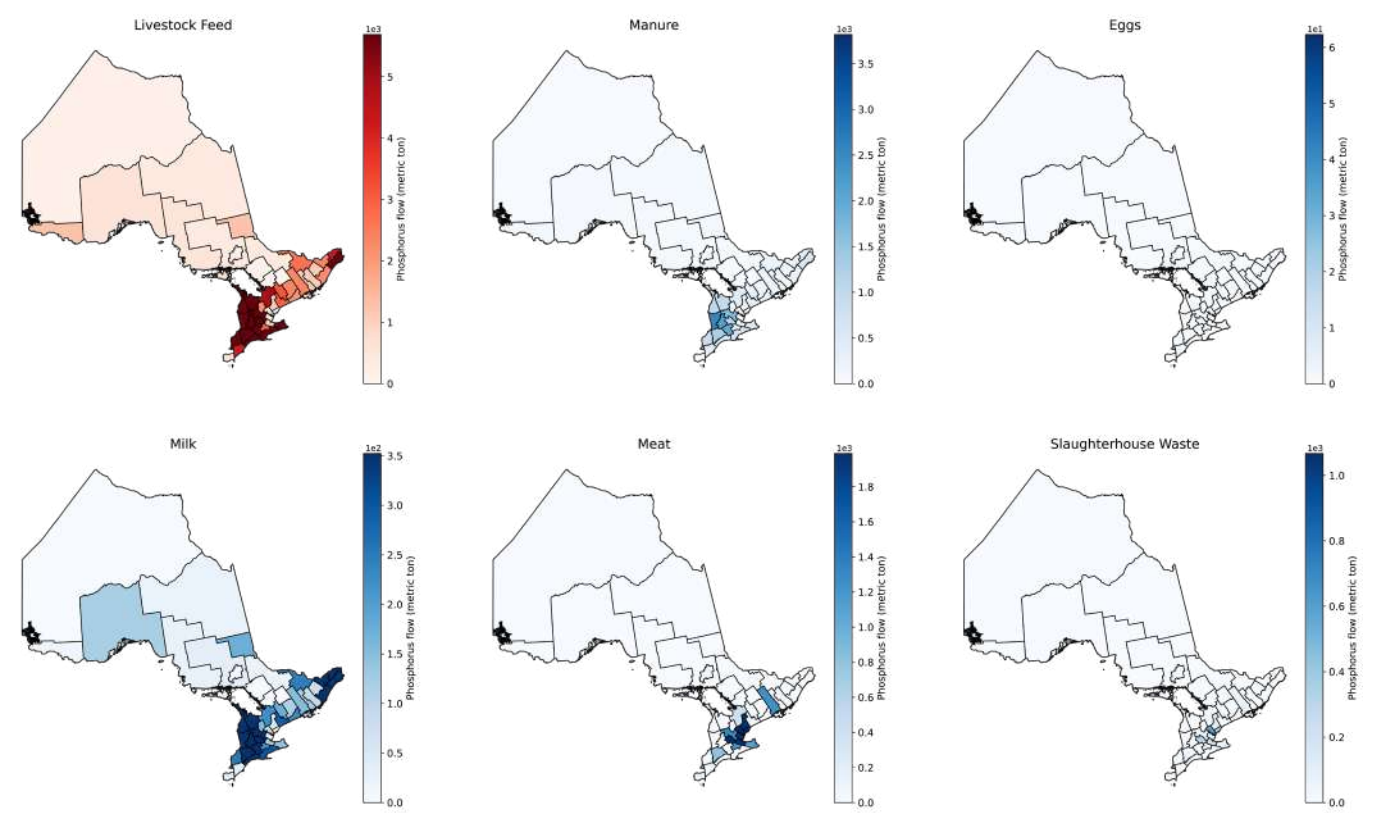 Livestock Feed
1e3
5
4
3
2
1
0
Phosphorus flow (metric ton)
Manure
1e3
3.5
3.0
2.5
2.0
1.5
1.0
0.5
0.0
Phosphorus flow (metric ton)
Eggs
1e1
6
5
4
3
2
1
0
Phosphorus flow (metric ton)
Milk
1e2
3.5
3.0
2.5
2.0
1.5
1.0
0.5
0.0
Phosphorus flow (metric ton)
Meat
1e3
1.8
1.6
1.4
1.2
1.0
0.8
0.6
0.4
0.2
0.0
Phosphorus flow (metric ton)
Slaughterhouse Waste
1e3
1.0
0.8
0.6
0.4
0.2
0.0
Phosphorus flow (metric ton)